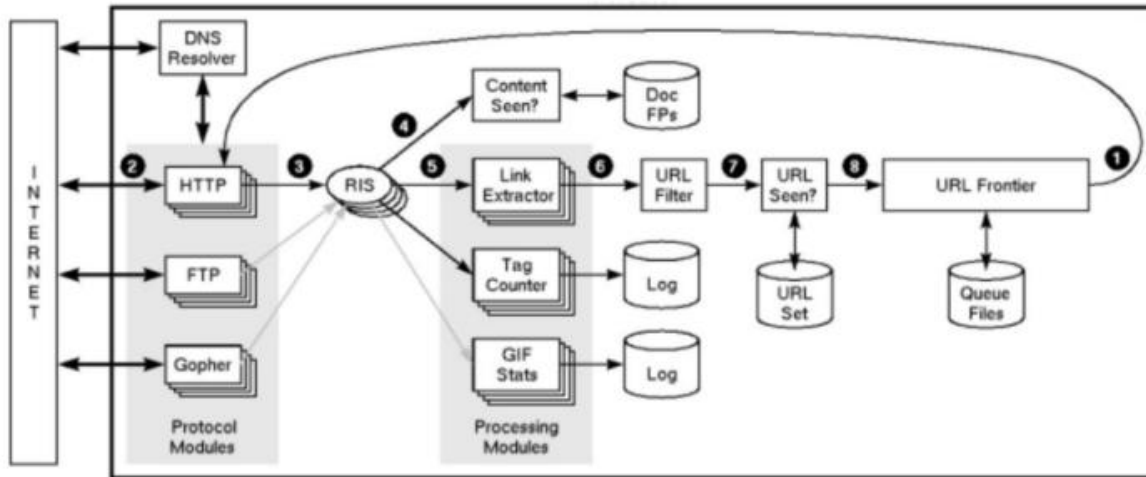 INTERNET
DNS
Resolver
Content
Seen?
Doc
FPs
4
1
2
HTTP
3
RIS
5
Link
Extractor
6
URL
Filter
7
URL
Seen?
8
URL Frontier
FTP
Tag
Counter
Log
URL
Set
Queue
Files
Gopher
GIF
Stats
Log
Protocol
Modules
Processing
Modules